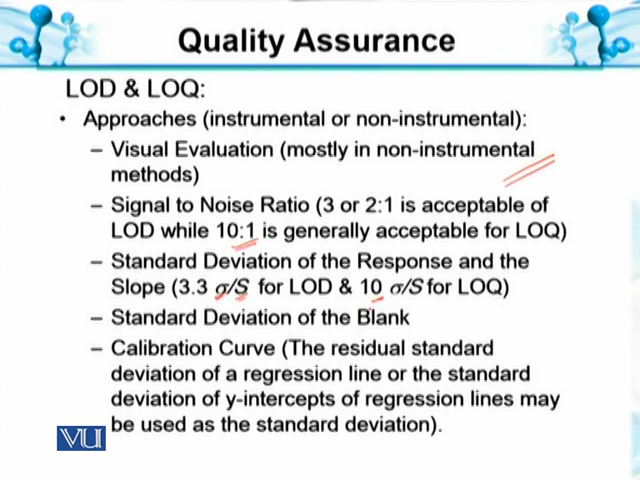 Quality Assurance
LOD & LOQ:
• Approaches (instrumental or non-instrumental):
– Visual Evaluation (mostly in non-instrumental
methods)
– Signal to Noise Ratio (3 or 2:1 is acceptable of
LOD while 10:1 is generally acceptable for LOQ)
– Standard Deviation of the Response and the
Slope (3.3 σ/S for LOD & 10 σ/S for LOQ)
– Standard Deviation of the Blank
– Calibration Curve (The residual standard
deviation of a regression line or the standard
deviation of y-intercepts of regression lines may
be used as the standard deviation).
VU